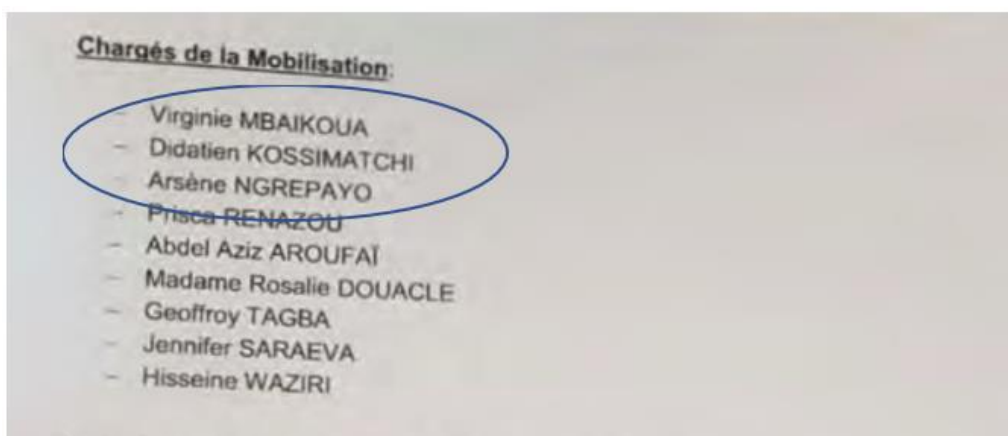 Chargés de la Mobilisation:
- Virginie MBAIKOUA
- Didatien KOSSIMATCHI
- Arsène NGREPAYO
- Prisca RENAZOU
- Abdel Aziz AROUFAÏ
- Madame Rosalie DOUACLE
- Geoffroy TAGBA
- Jennifer SARAEVA
- Hisseine WAZIRI